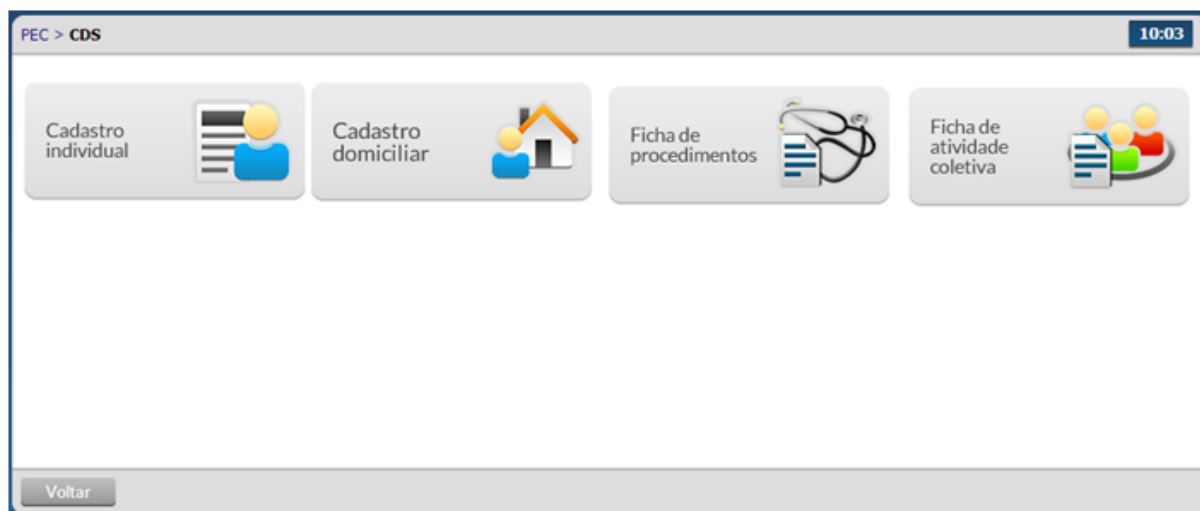 PEC > CDS
10:03
Cadastro
individual
Cadastro
domiciliar
Ficha de
procedimentos
Ficha de
atividade
coletiva
Voltar